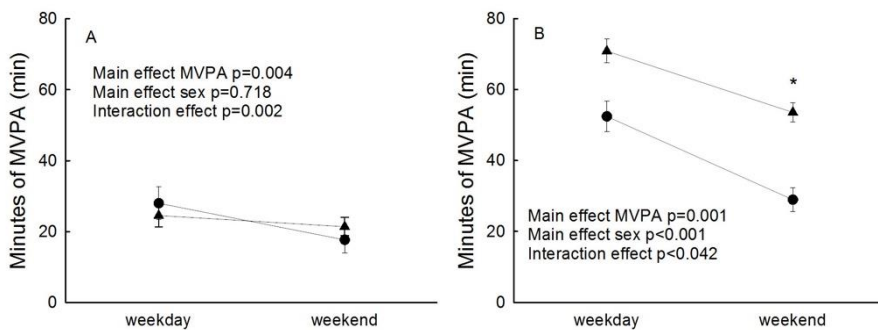 A
Main effect MVPA p=0.004
Main effect sex p=0.718
Interaction effect p=0.002
Minutes of MVPA (min)
80
60
40
20
0
weekday
weekend
B
*
Main effect MVPA p=0.001
Main effect sex p<0.001
Interaction effect p<0.042
Minutes of MVPA (min)
80
60
40
20
0
weekday
weekend